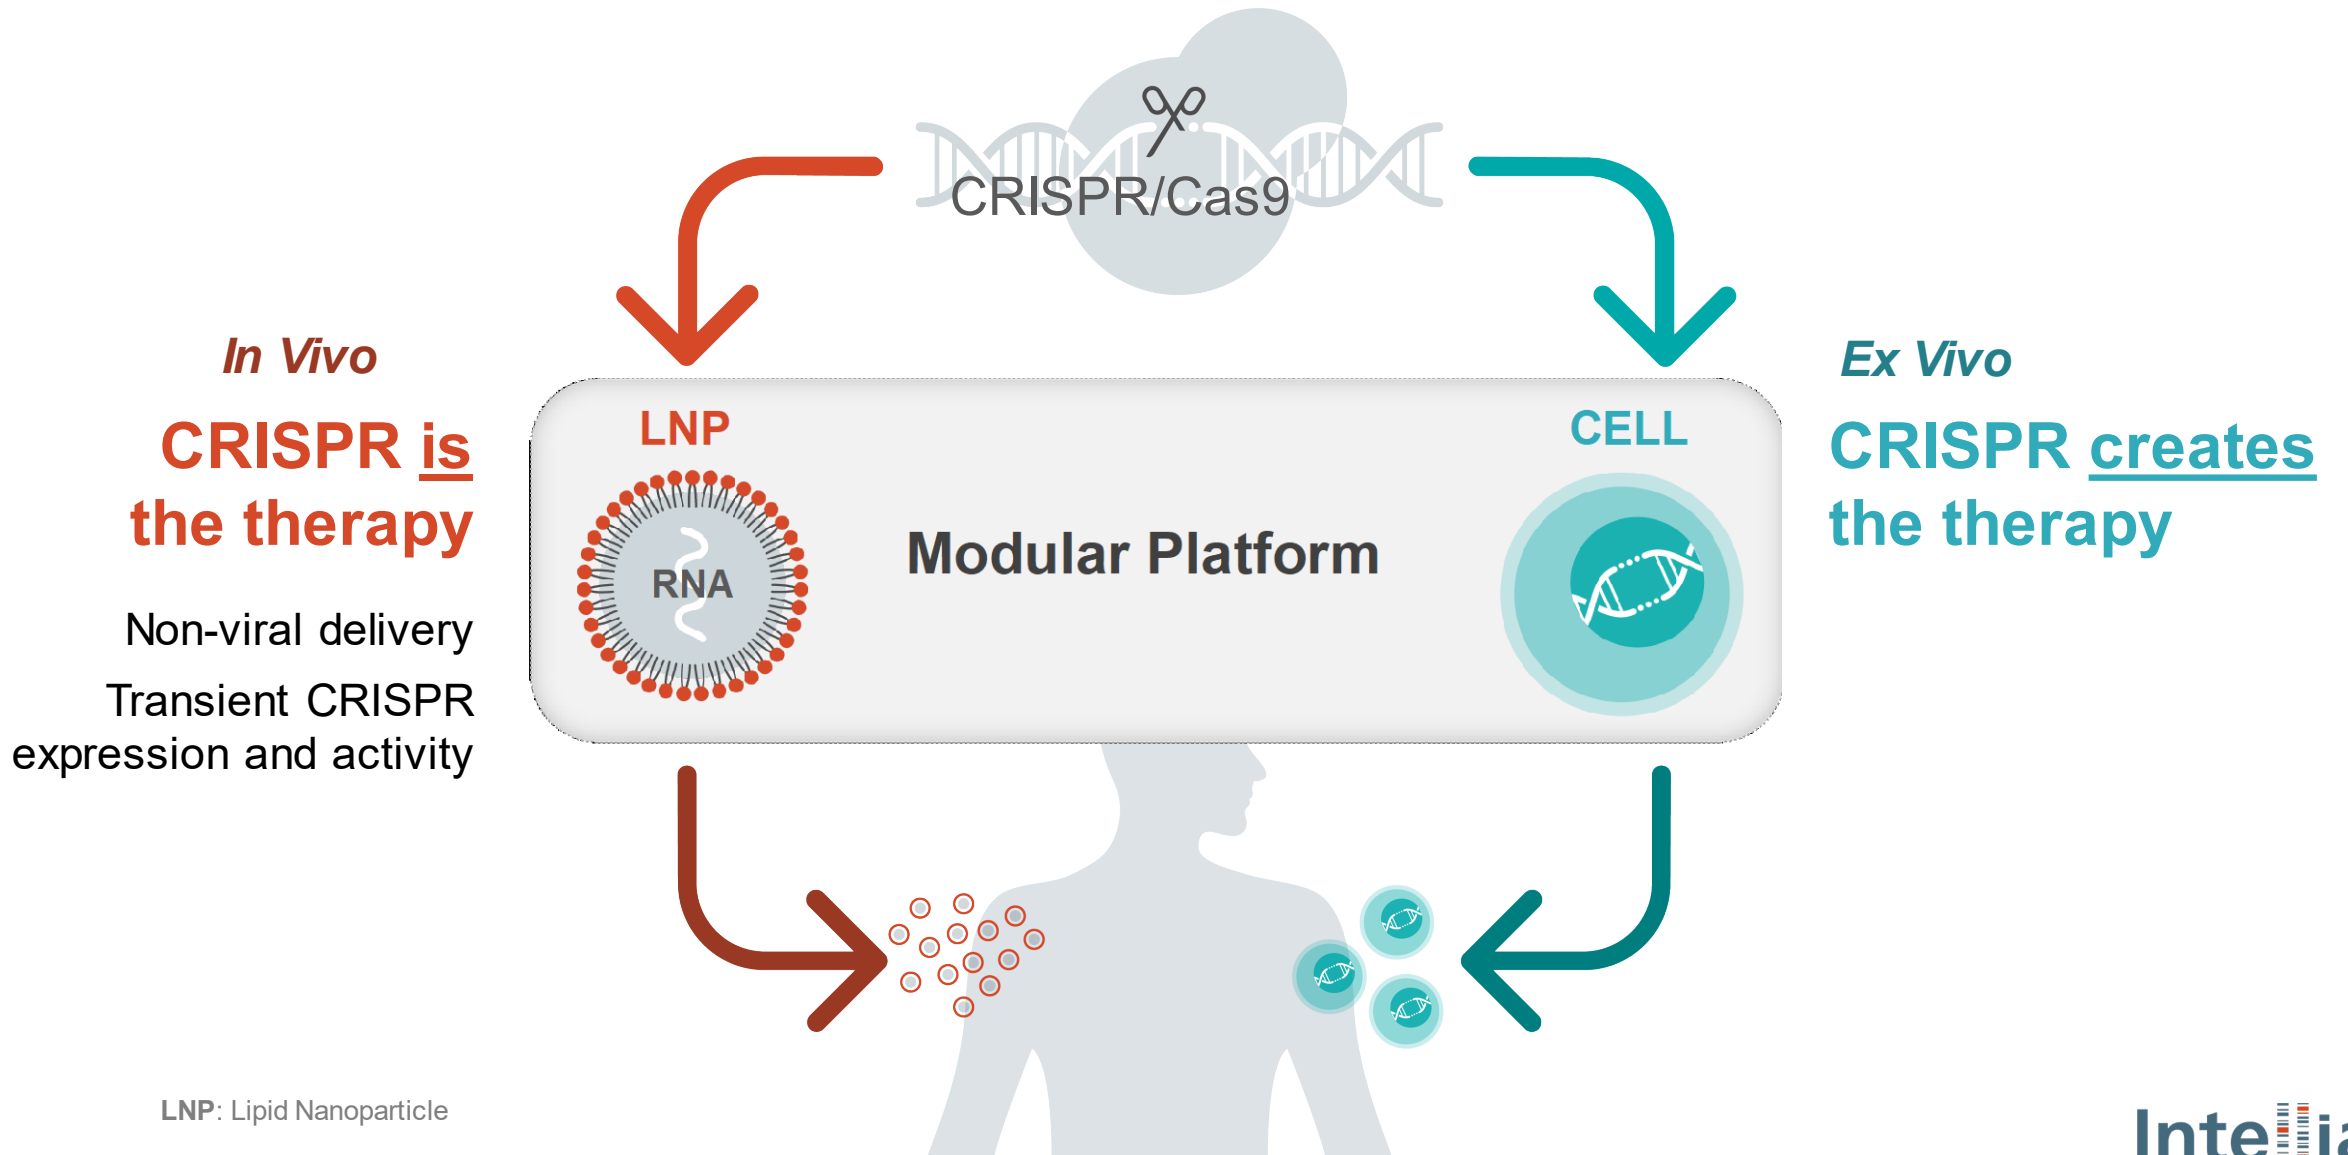 CRISPR/Cas9
In Vivo
CRISPR is
the therapy
Non-viral delivery
Transient CRISPR
expression and activity
LNP
RNA
Modular Platform
CELL
Ex Vivo
CRISPR creates
the therapy
LNP: Lipid Nanoparticle
Intellia